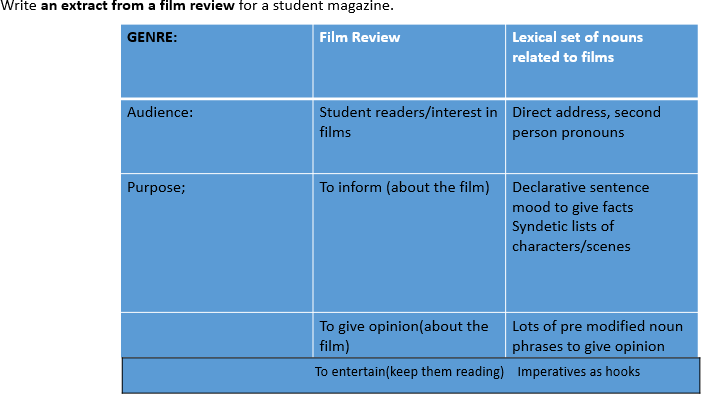 Write an extract from a film review for a student magazine.
GENRE:
Film Review
Lexical set of nouns
related to films
Audience:
Student readers/interest in
films
Direct address, second
person pronouns
Purpose;
To inform (about the film)
Declarative sentence
mood to give facts
Syndetic lists of
characters/scenes
To give opinion(about the
film)
Lots of pre modified noun
phrases to give opinion
To entertain(keep them reading)
Imperatives as hooks